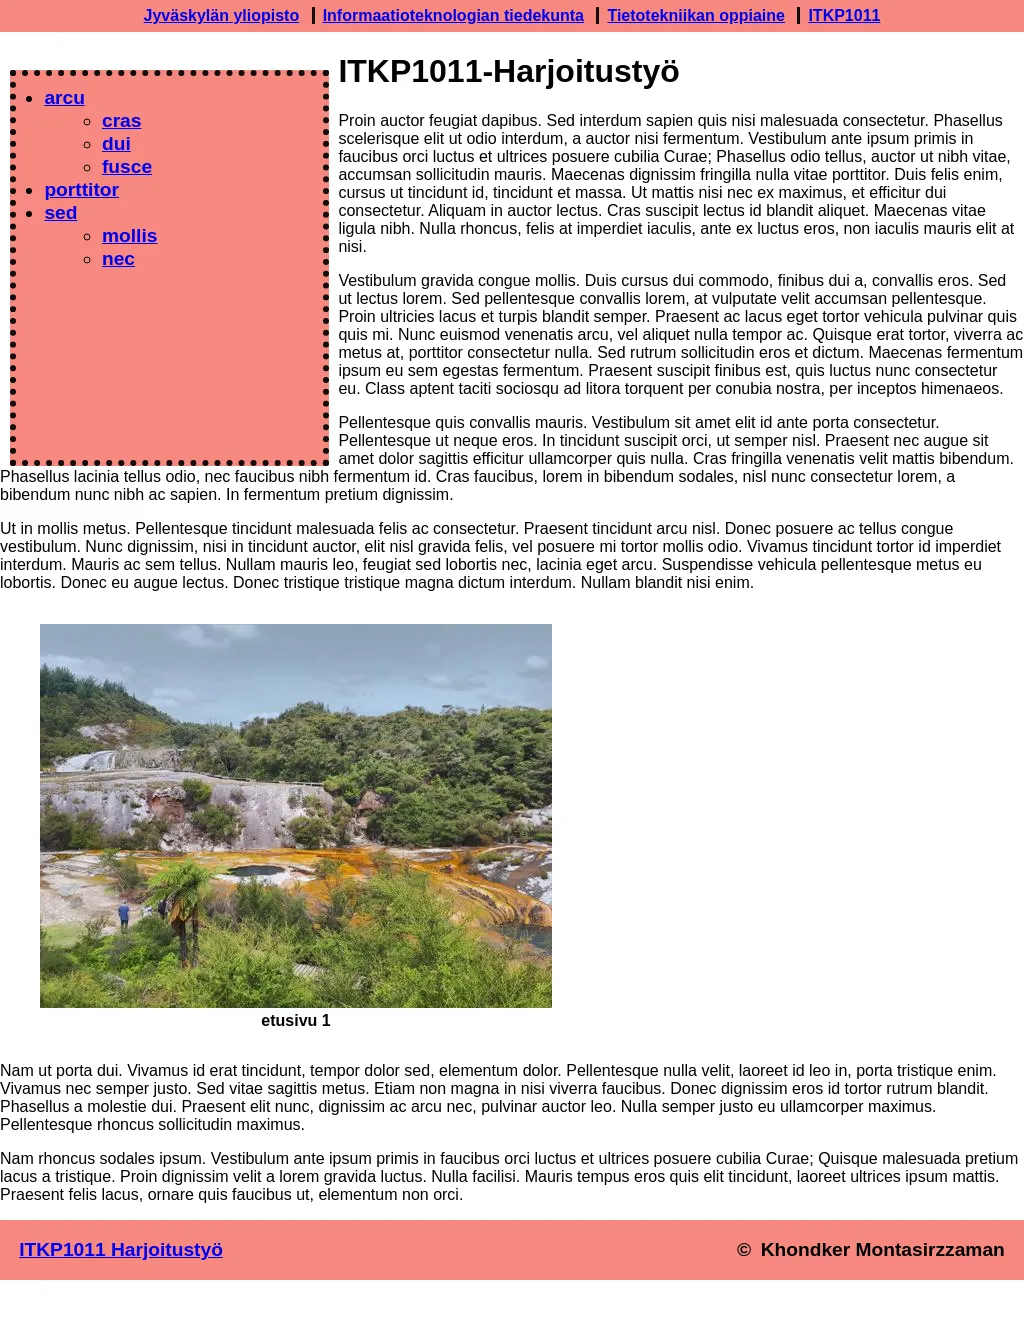 Jyväskylän yliopisto
Informaatioteknologian tiedekunta
Tietotekniikan oppiaine
ITKP1011
arcu
cras
dui
fusce
porttitor
sed
mollis
nec
ITKP1011-Harjoitustyö
Proin auctor feugiat dapibus. Sed interdum sapien quis nisi malesuada consectetur. Phasellus
scelerisque elit ut odio interdum, a auctor nisi fermentum. Vestibulum ante ipsum primis in
faucibus orci luctus et ultrices posuere cubilia Curae; Phasellus odio tellus, auctor ut nibh vitae,
accumsan sollicitudin mauris. Maecenas dignissim fringilla nulla vitae porttitor. Duis felis enim,
cursus ut tincidunt id, tincidunt et massa. Ut mattis nisi nec ex maximus, et efficitur dui
consectetur. Aliquam in auctor lectus. Cras suscipit lectus id blandit aliquet. Maecenas vitae
ligula nibh. Nulla rhoncus, felis at imperdiet iaculis, ante ex luctus eros, non iaculis mauris elit at
nisi.
Vestibulum gravida congue mollis. Duis cursus dui commodo, finibus dui a, convallis eros. Sed
ut lectus lorem. Sed pellentesque convallis lorem, at vulputate velit accumsan pellentesque.
Proin ultricies lacus et turpis blandit semper. Praesent ac lacus eget tortor vehicula pulvinar quis
quis mi. Nunc euismod venenatis arcu, vel aliquet nulla tempor ac. Quisque erat tortor, viverra ac
metus at, porttitor consectetur nulla. Sed rutrum sollicitudin eros et dictum. Maecenas fermentum
ipsum eu sem egestas fermentum. Praesent suscipit finibus est, quis luctus nunc consectetur
eu. Class aptent taciti sociosqu ad litora torquent per conubia nostra, per inceptos himenaeos.
Pellentesque quis convallis mauris. Vestibulum sit amet elit id ante porta consectetur.
Pellentesque ut neque eros. In tincidunt suscipit orci, ut semper nisl. Praesent nec augue sit
amet dolor sagittis efficitur ullamcorper quis nulla. Cras fringilla venenatis velit mattis bibendum.
Phasellus lacinia tellus odio, nec faucibus nibh fermentum id. Cras faucibus, lorem in bibendum sodales, nisl nunc consectetur lorem, a
bibendum nunc nibh ac sapien. In fermentum pretium dignissim.
Ut in mollis metus. Pellentesque tincidunt malesuada felis ac consectetur. Praesent tincidunt arcu nisl. Donec posuere ac tellus congue
vestibulum. Nunc dignissim, nisi in tincidunt auctor, elit nisl gravida felis, vel posuere mi tortor mollis odio. Vivamus tincidunt tortor id imperdiet
interdum. Mauris ac sem tellus. Nullam mauris leo, feugiat sed lobortis nec, lacinia eget arcu. Suspendisse vehicula pellentesque metus eu
lobortis. Donec eu augue lectus. Donec tristique tristique magna dictum interdum. Nullam blandit nisi enim.
etusivu 1
Nam ut porta dui. Vivamus id erat tincidunt, tempor dolor sed, elementum dolor. Pellentesque nulla velit, laoreet id leo in, porta tristique enim.
Vivamus nec semper justo. Sed vitae sagittis metus. Etiam non magna in nisi viverra faucibus. Donec dignissim eros id tortor rutrum blandit.
Phasellus a molestie dui. Praesent elit nunc, dignissim ac arcu nec, pulvinar auctor leo. Nulla semper justo eu ullamcorper maximus.
Pellentesque rhoncus sollicitudin maximus.
Nam rhoncus sodales ipsum. Vestibulum ante ipsum primis in faucibus orci luctus et ultrices posuere cubilia Curae; Quisque malesuada pretium
lacus a tristique. Proin dignissim velit a lorem gravida luctus. Nulla facilisi. Mauris tempus eros quis elit tincidunt, laoreet ultrices ipsum mattis.
Praesent felis lacus, ornare quis faucibus ut, elementum non orci.
ITKP1011 Harjoitustyö
© Khondker Montasirzzaman